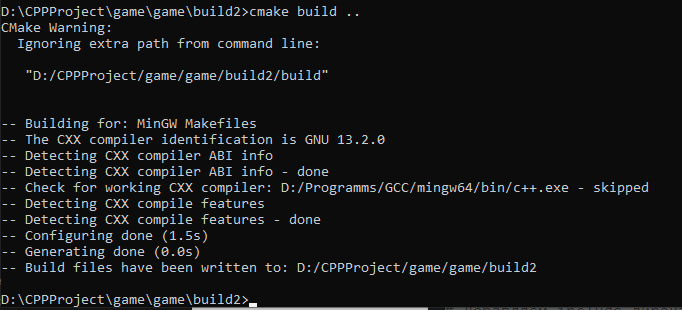 D:\CPPProject\game\game\build2>cmake build ..
CMake Warning:
  Ignoring extra path from command line:

   "D:/CPPProject/game/game/build2/build"


-- Building for: MinGW Makefiles
-- The CXX compiler identification is GNU 13.2.0
-- Detecting CXX compiler ABI info
-- Detecting CXX compiler ABI info - done
-- Check for working CXX compiler: D:/Programms/GCC/mingw64/bin/c++.exe - skipped
-- Detecting CXX compile features
-- Detecting CXX compile features - done
-- Configuring done (1.5s)
-- Generating done (0.0s)
-- Build files have been written to: D:/CPPProject/game/game/build2

D:\CPPProject\game\game\build2>